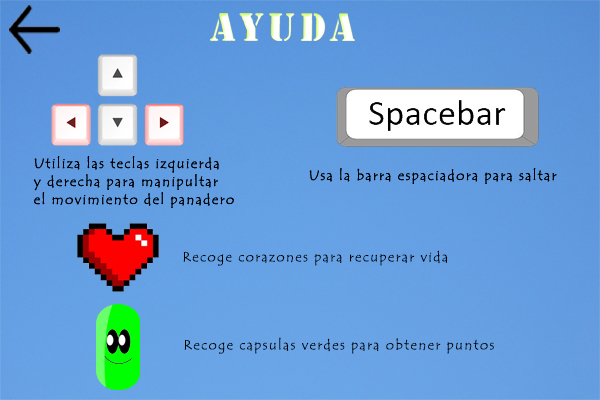 AYUDA
Utiliza las teclas izquierda
y derecha para manipultar
el movimiento del panadero
Spacebar
Usa la barra espaciadora para saltar
Recoge corazones para recuperar vida
Recoge capsulas verdes para obtener puntos